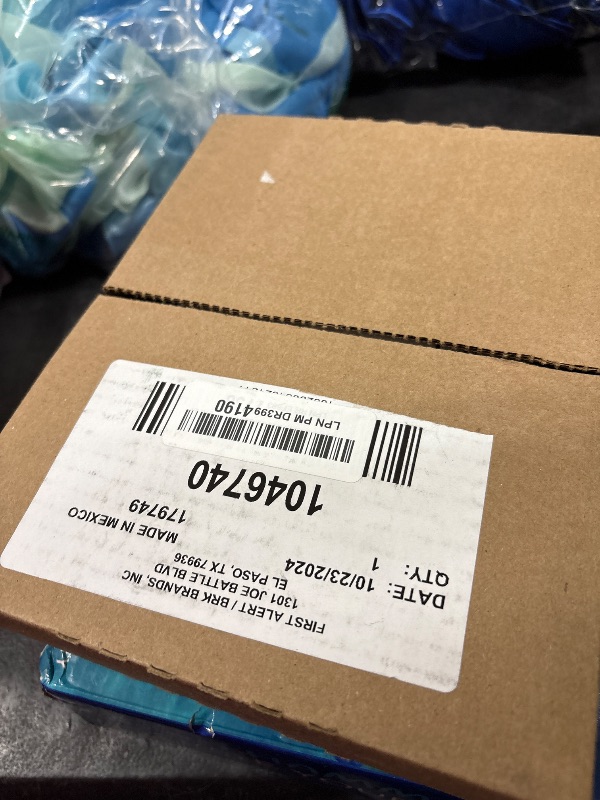 FIRST ALERT / BRK BRANDS, INC
1301 JOE BATTLE BLVD
EL PASO, TX 79936
DATE: 10/23/2024
MADE IN MEXICO
QTY: 1
179749
1046740
LPN PM DR3994190